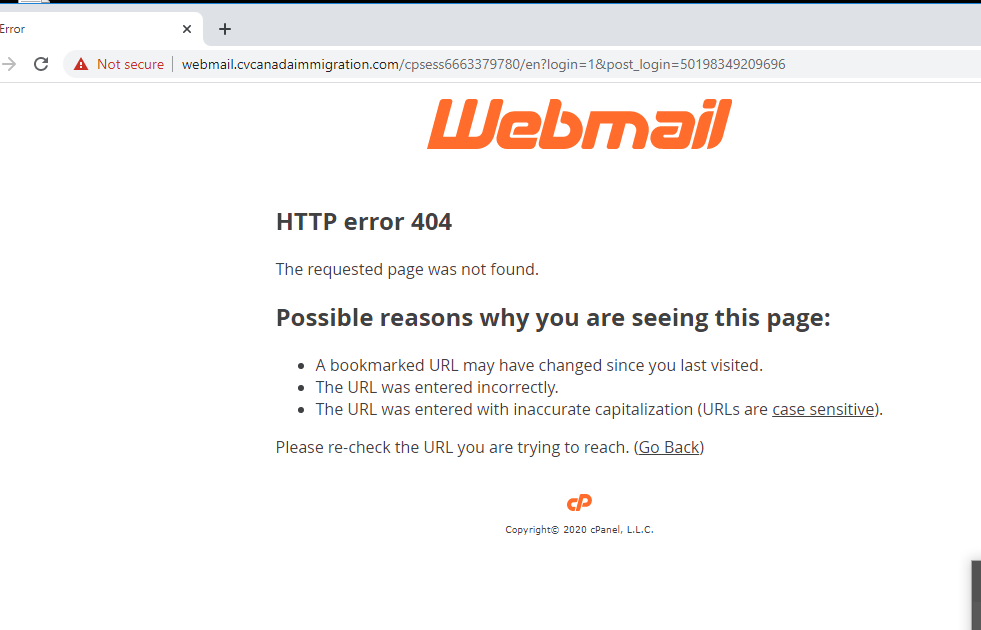 Error
Not secure | webmail.cvcanadaimmigration.com/cpsess6663379780/en?login=1&post_login=50198349209696
Webmail
HTTP error 404
The requested page was not found.
Possible reasons why you are seeing this page:
• A bookmarked URL may have changed since you last visited.
• The URL was entered incorrectly.
• The URL was entered with inaccurate capitalization (URLs are case sensitive).
Please re-check the URL you are trying to reach. (Go Back)
cP
Copyright© 2020 cPanel, L.L.C.